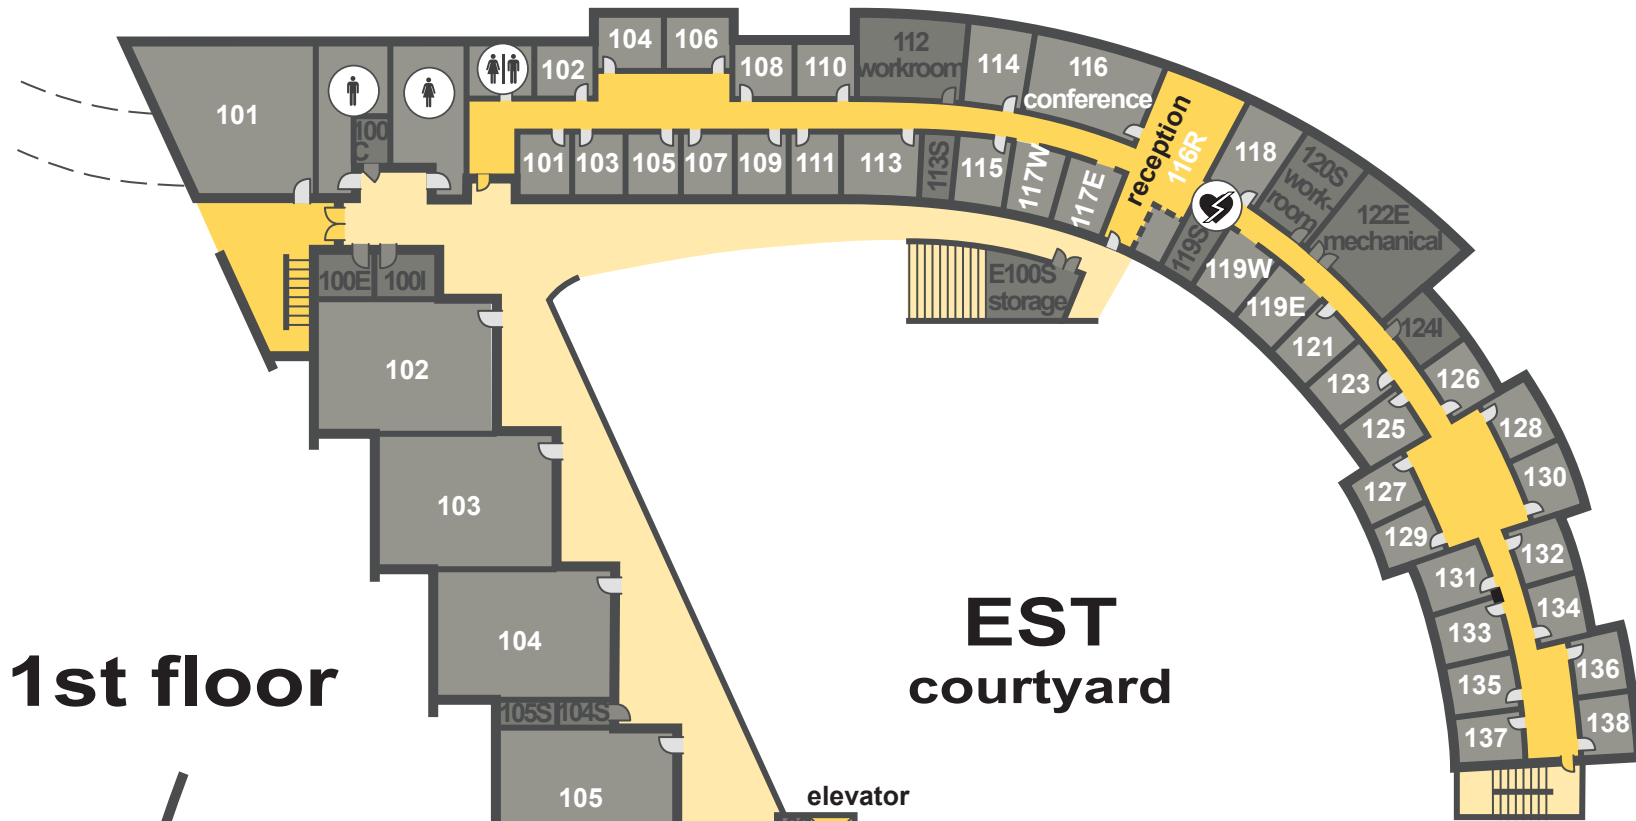 104
106
112
workroom
102
108
110
114
116
conference
101
100
C
reception
116R
101
103
105
107
109
111
113
113S
115
117W
117E
118
120S
work-
room
122E
mechanical
119S
119W
119E
100E
100I
E100S
storage
121
124I
102
123
126
125
128
127
130
103
129
132
131
134
104
133
EST
courtyard
1st floor
135
136
105S
104S
137
138
105
elevator